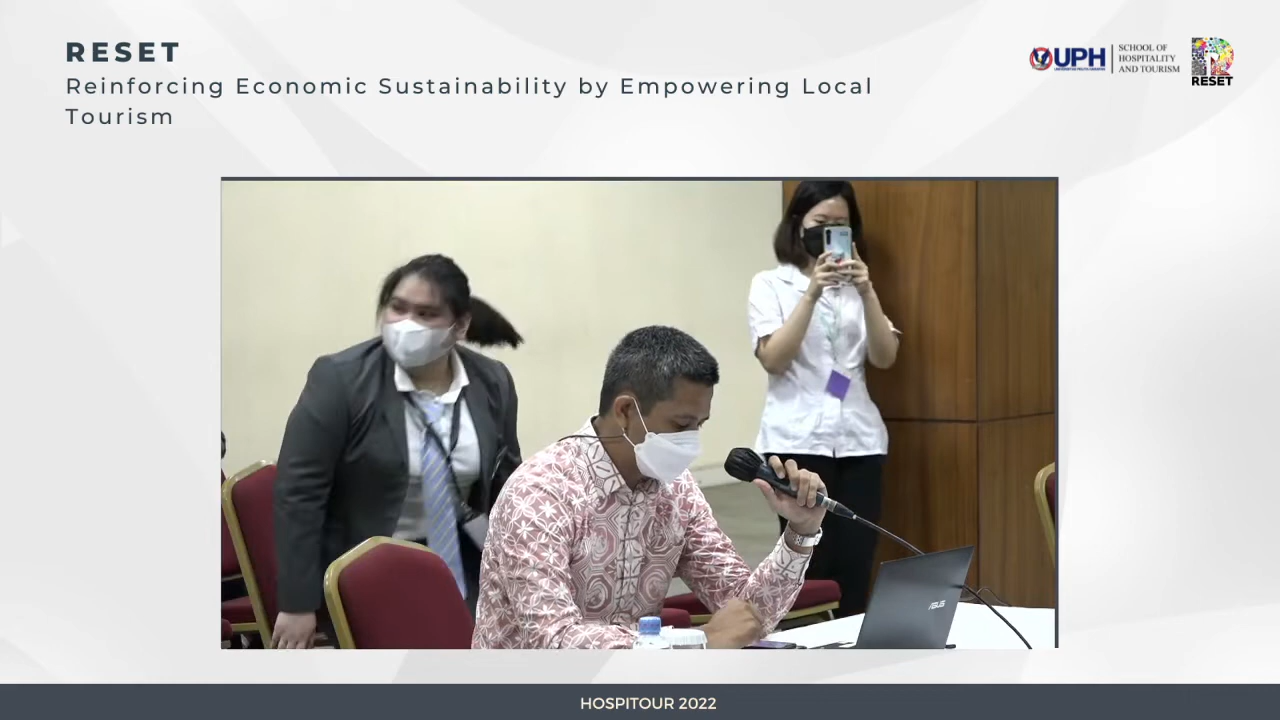 RESET
Reinforcing Economic Sustainability by Empowering Local
Tourism
UPH
SCHOOL OF
HOSPITALITY
AND TOURISM
RESET
ASUS
HOSPITOUR 2022